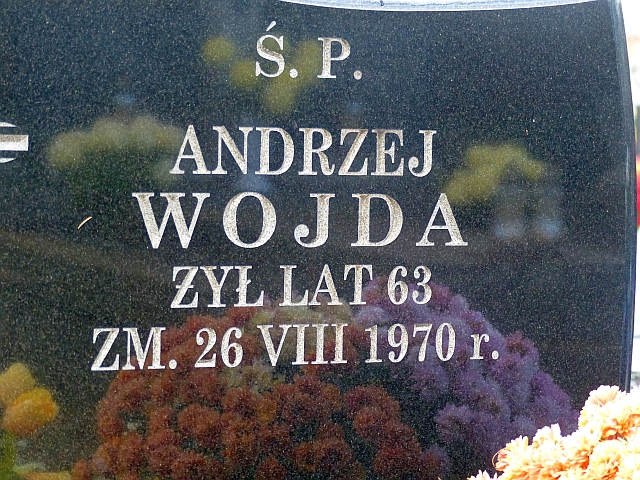 Ś. P.
ANDRZEJ
WOJDA
ŻYŁ LAT 63
ZM. 26 VIII 1970 r.